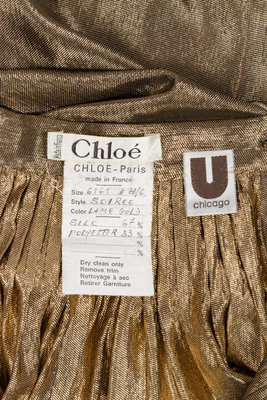 Chloé
CHLOE-Paris
made in France
Size 6161 # 38/6
Style SOIREE
Color LAME GOLD
SILK 67 %
POLYESTER 33 %
%
%
Dry clean only
Remove trim
Nettoyage à sec
Retirer Garniture
U
chicago